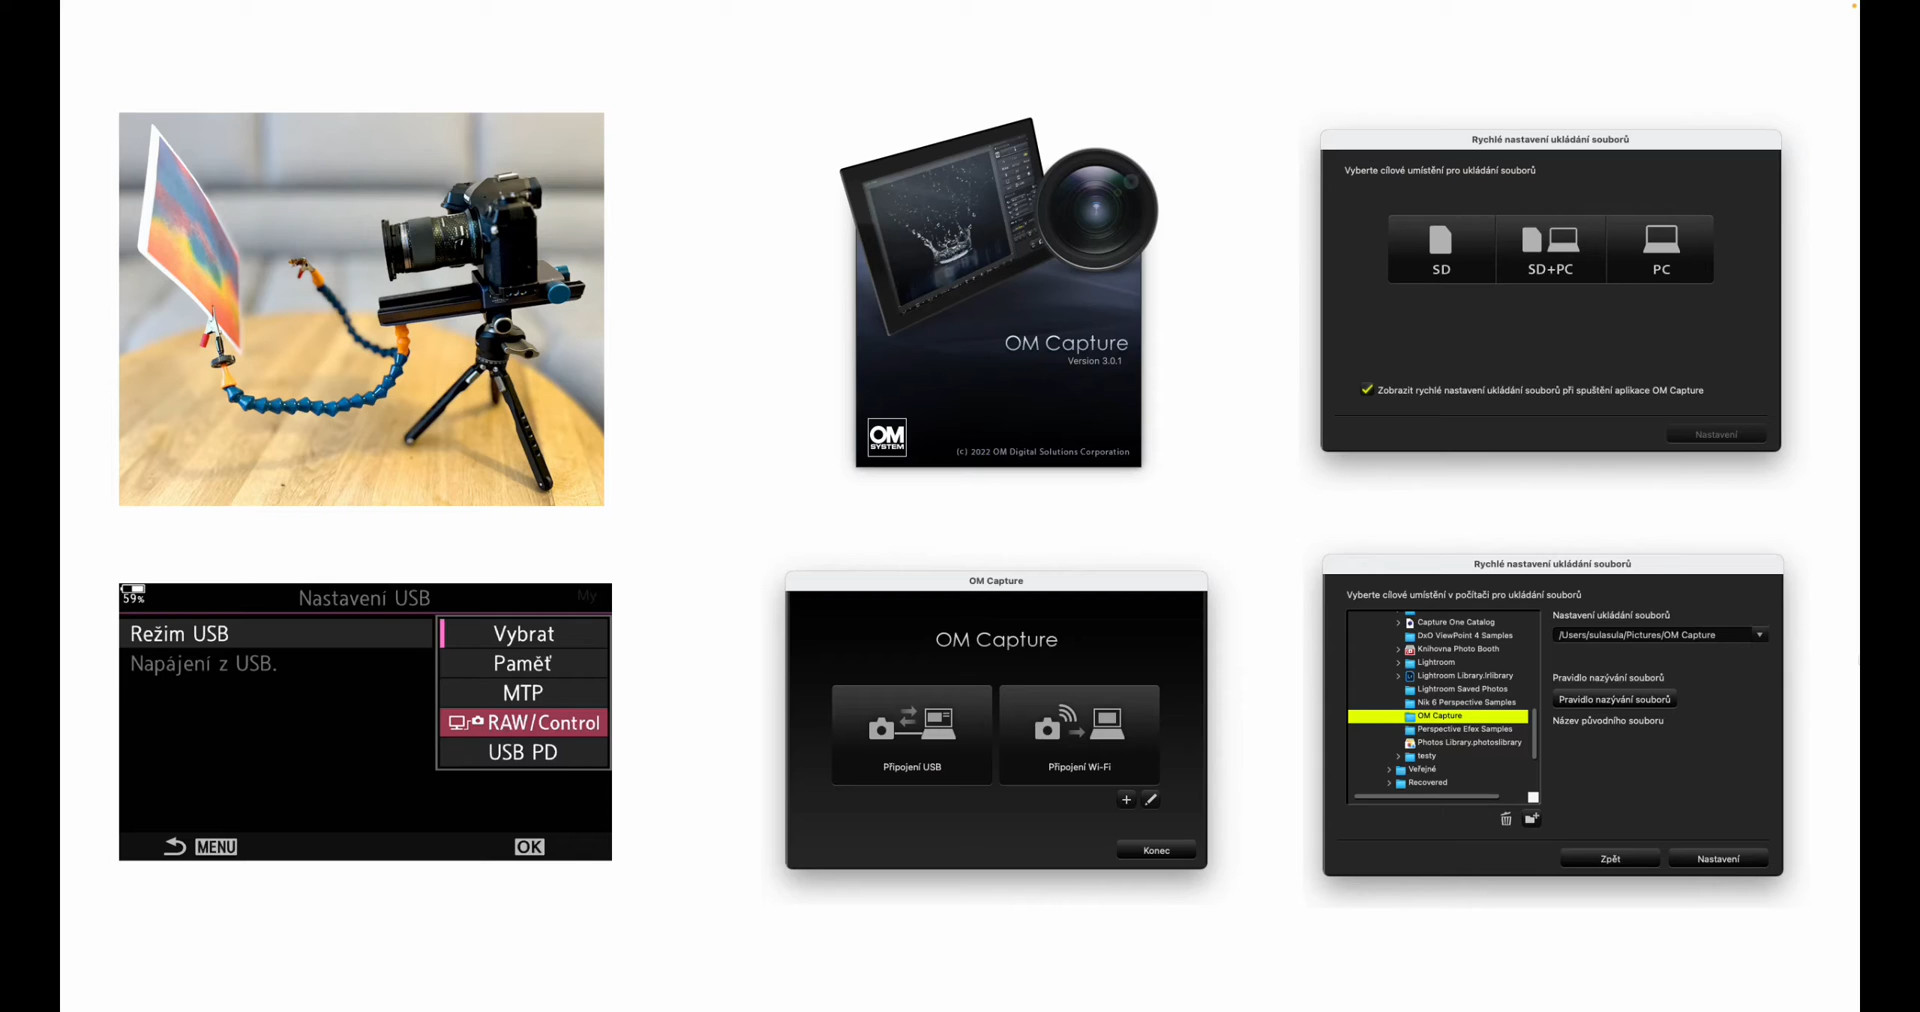 OM Capture
Version 3.0.1
OM
SYSTEM
(c) 2022 OM Digital Solutions Corporation
Rychlé nastavení ukládání souborů
Vyberte cílové umístění pro ukládání souborů
SD
SD+PC
PC
Zobrazit rychlé nastavení ukládání souborů při spuštění aplikace OM Capture
Nastavení
59%
Nastavení USB
My
Režim USB
Napájení z USB.
Vybrat
Paměť
MTP
RAW/Control
USB PD
MENU
OK
OM Capture
OM Capture
Připojení USB
Připojení Wi-Fi
Konec
Rychlé nastavení ukládání souborů
Vyberte cílové umístění v počítači pro ukládání souborů
Capture One Catalog
DxO ViewPoint 4 Samples
Knihovna Photo Booth
Lightroom
Lightroom Library.lrlibrary
Lightroom Saved Photos
Nik 6 Perspective Samples
OM Capture
Perspective Efex Samples
Photos Library.photoslibrary
testy
Veřejné
Recovered
Nastavení ukládání souborů
/Users/sulasula/Pictures/OM Capture
Pravidlo nazývání souborů
Pravidlo nazývání souborů
Název původního souboru
Zpět
Nastavení